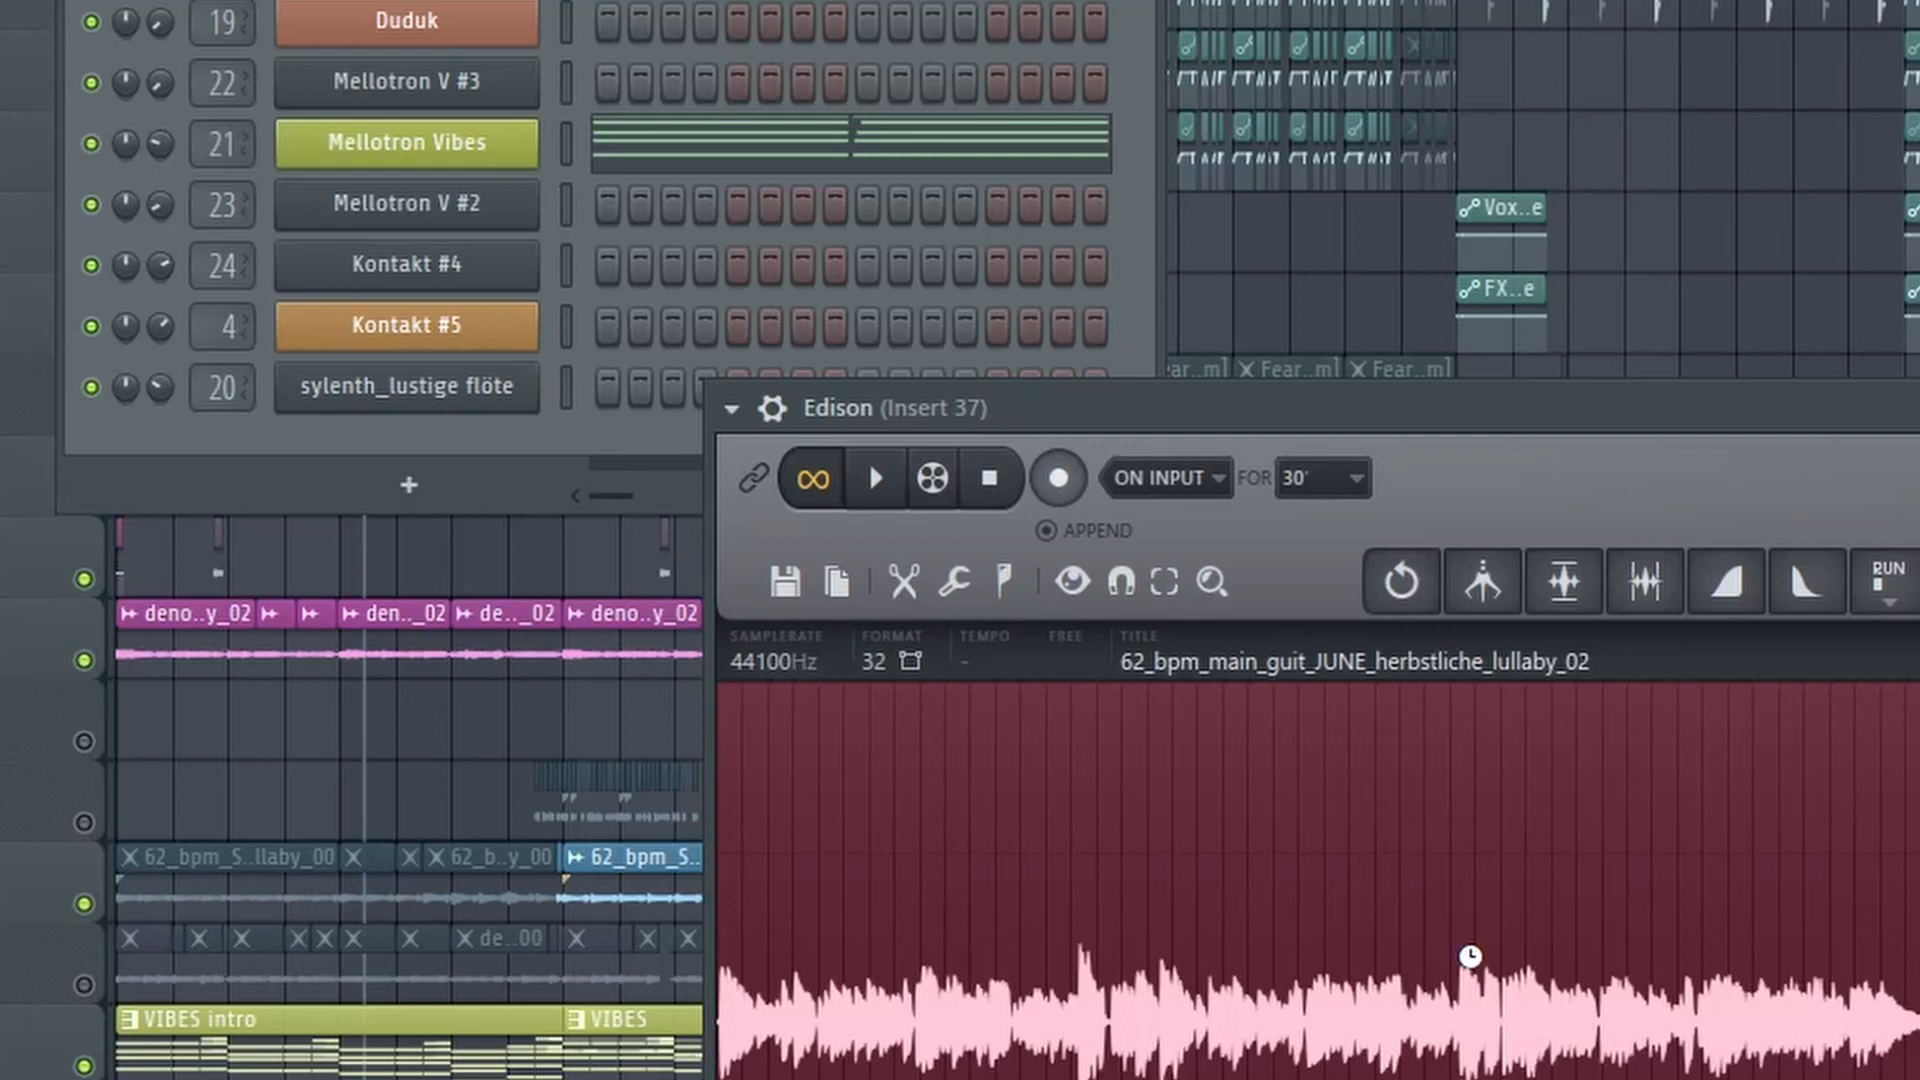 19 Duduk
22 Mellotron V #3
21 Mellotron Vibes
23 Mellotron V #2
24 Kontakt #4
4 Kontakt #5
20 sylenth_lustige flöte
Vox..e
FX..e
ear..m] Fear..m] Fear..m]
Edison (Insert 37)
ON INPUT FOR 30'
APPEND
RUN
SAMPLERATE FORMAT TEMPO FREE TITLE
44100Hz 32 - 62_bpm_main_guit_JUNE_herbstliche_lullaby_02
deno..y_02 den.._02 de.._02 deno..y_02
62_bpm_S..llaby_00 62_b..y_00 62_bpm_S..
de..00
VIBES intro VIBES